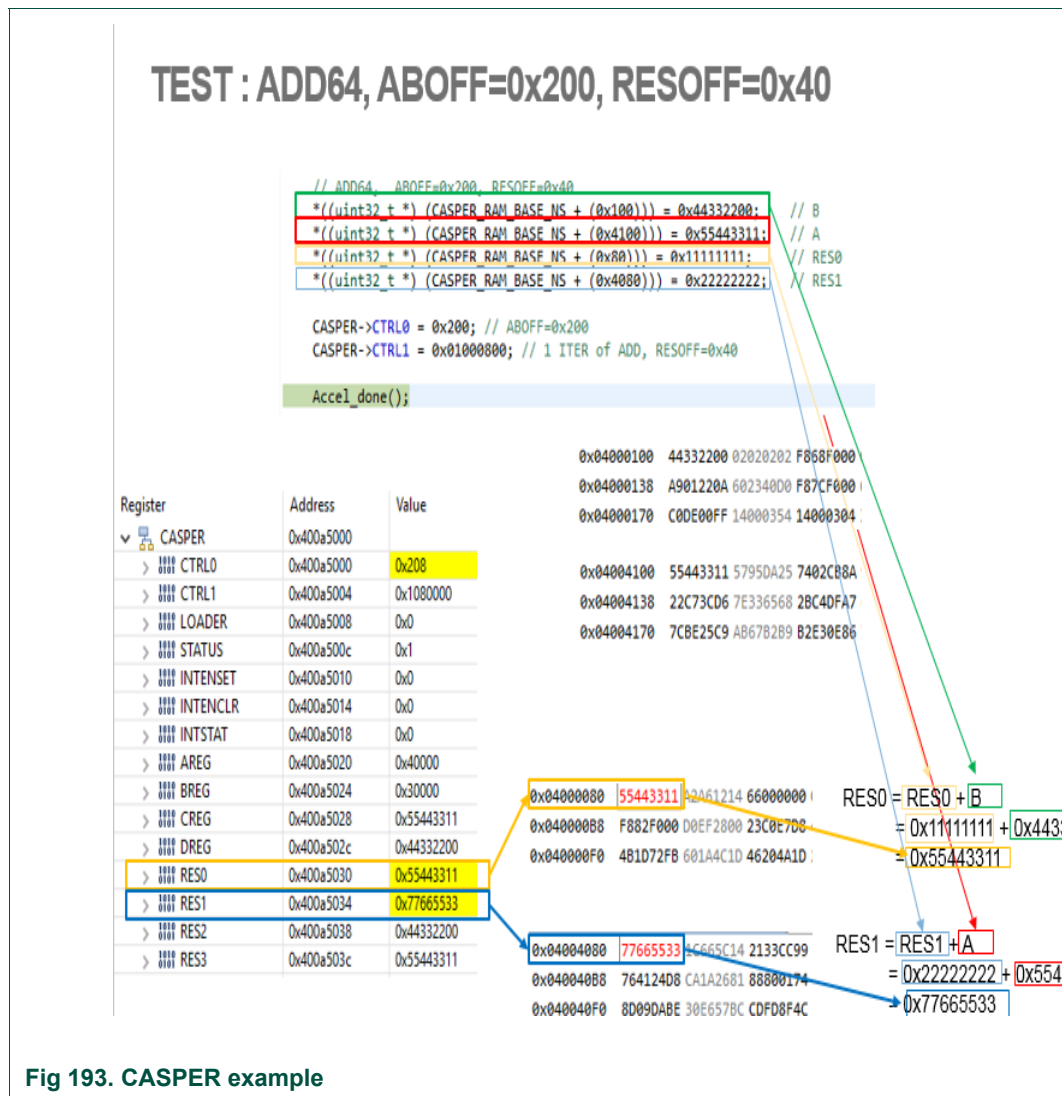 TEST : ADD64, ABOFF=0x200, RESOFF=0x40
// ADD64, ABOFF=0x200, RESOFF=0x40
*((uint32_t *) (CASPER_RAM_BASE_NS + (0x100))) = 0x44332200; // B
*((uint32_t *) (CASPER_RAM_BASE_NS + (0x4100))) = 0x55443311; // A
*((uint32_t *) (CASPER_RAM_BASE_NS + (0x80))) = 0x11111111; // RES0
*((uint32_t *) (CASPER_RAM_BASE_NS + (0x4080))) = 0x22222222; // RES1
CASPER->CTRL0 = 0x200; // ABOFF=0x200
CASPER->CTRL1 = 0x01000800; // 1 ITER of ADD, RESOFF=0x40
Accel_done();
0x04000100 44332200 02020202 F868F000
0x04000138 A901220A 602340D0 F87CF000
0x04000170 C0DE00FF 14000354 14000304
0x04004100 55443311 5795DA25 7402CB8A
0x04004138 22C73CD6 7E336568 2BC4DFA7
0x04004170 7CBE25C9 AB67B2B9 B2E30E86
Register Address Value
CASPER 0x400a5000
CTRL0 0x400a5000 0x208
CTRL1 0x400a5004 0x1080000
LOADER 0x400a5008 0x0
STATUS 0x400a500c 0x1
INTENSET 0x400a5010 0x0
INTENCLR 0x400a5014 0x0
INTSTAT 0x400a5018 0x0
AREG 0x400a5020 0x40000
BREG 0x400a5024 0x30000
CREG 0x400a5028 0x55443311
DREG 0x400a502c 0x44332200
RES0 0x400a5030 0x55443311
RES1 0x400a5034 0x77665533
RES2 0x400a5038 0x44332200
RES3 0x400a503c 0x55443311
0x04000080 55443311 A2A61214 66000000
0x040000B8 F882F000 D0EF2800 23C0E7D8
0x040000F0 4B1D72FB 601A4C1D 46204A1D
RES0 = RES0 + B
= 0x11111111 + 0x443
= 0x55443311
0x04004080 77665533 1C665C14 2133CC99
0x040040B8 764124D8 CA1A2681 88800174
0x040040F0 8D09DABE 30E657BC CDFD8F4C
RES1 = RES1 + A
= 0x22222222 + 0x554
= 0x77665533
Fig 193. CASPER example